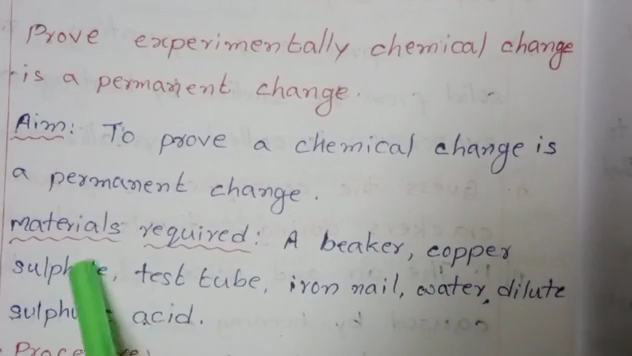 Prove experimentally chemical change
is a permanent change.
Aim: To prove a chemical change is
a permanent change.
materials required: A beaker, copper
test tube, iron nail, water, dilute
acid.